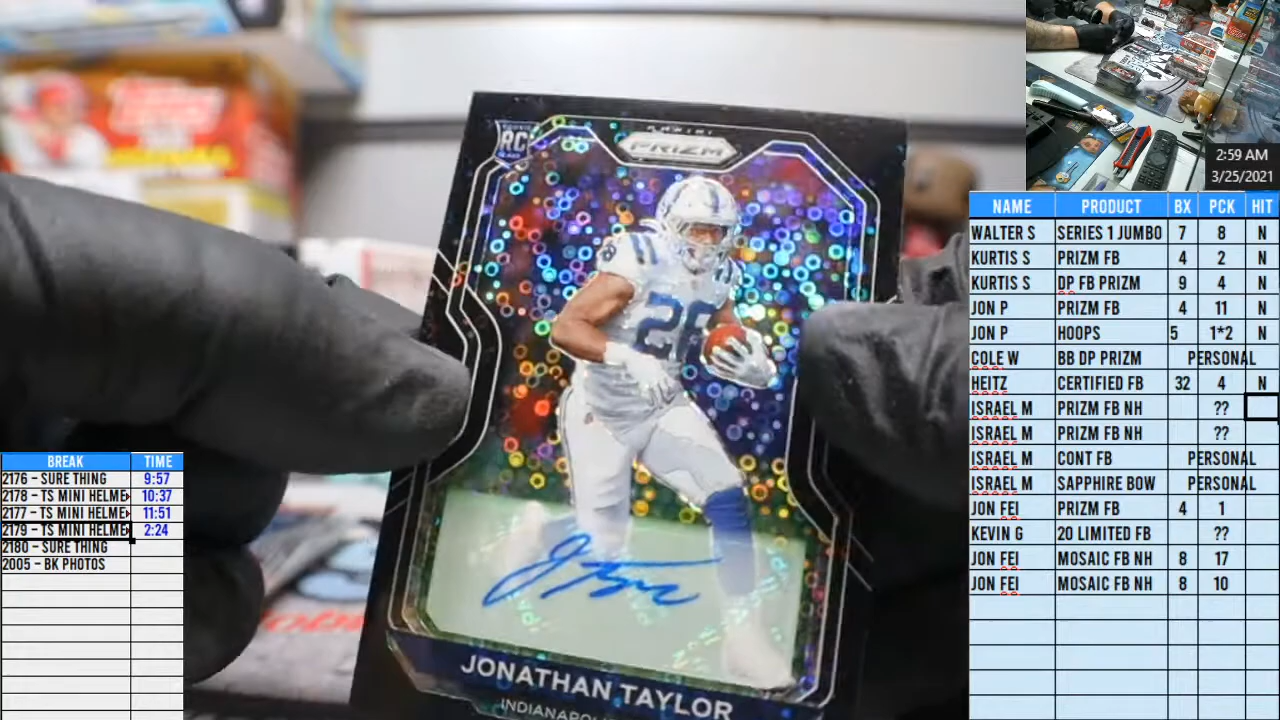 RC
PANINI
PRIZM
28
JONATHAN TAYLOR
2:59 AM
3/25/2021
NAME PRODUCT BX PCK HIT
WALTER S SERIES 1 JUMBO 7 8 N
KURTIS S PRIZM FB 4 2 N
KURTIS S DP FB PRIZM 9 4 N
JON P PRIZM FB 4 11 N
JON P HOOPS 5 1*2 N
COLE W BB DP PRIZM PERSONAL
HEITZ CERTIFIED FB 32 4 N
ISRAEL M PRIZM FB NH ??
ISRAEL M PRIZM FB NH ??
ISRAEL M CONT FB PERSONAL
ISRAEL M SAPPHIRE BOW PERSONAL
JON FEI PRIZM FB 4 1
KEVIN G 20 LIMITED FB ??
JON FEI MOSAIC FB NH 8 17
JON FEI MOSAIC FB NH 8 10
BREAK TIME
2176 - SURE THING 9:57
2178 - TS MINI HELME 10:37
2177 - TS MINI HELME 11:51
2179 - TS MINI HELME 2:24
2180 - SURE THING
2005 - BK PHOTOS